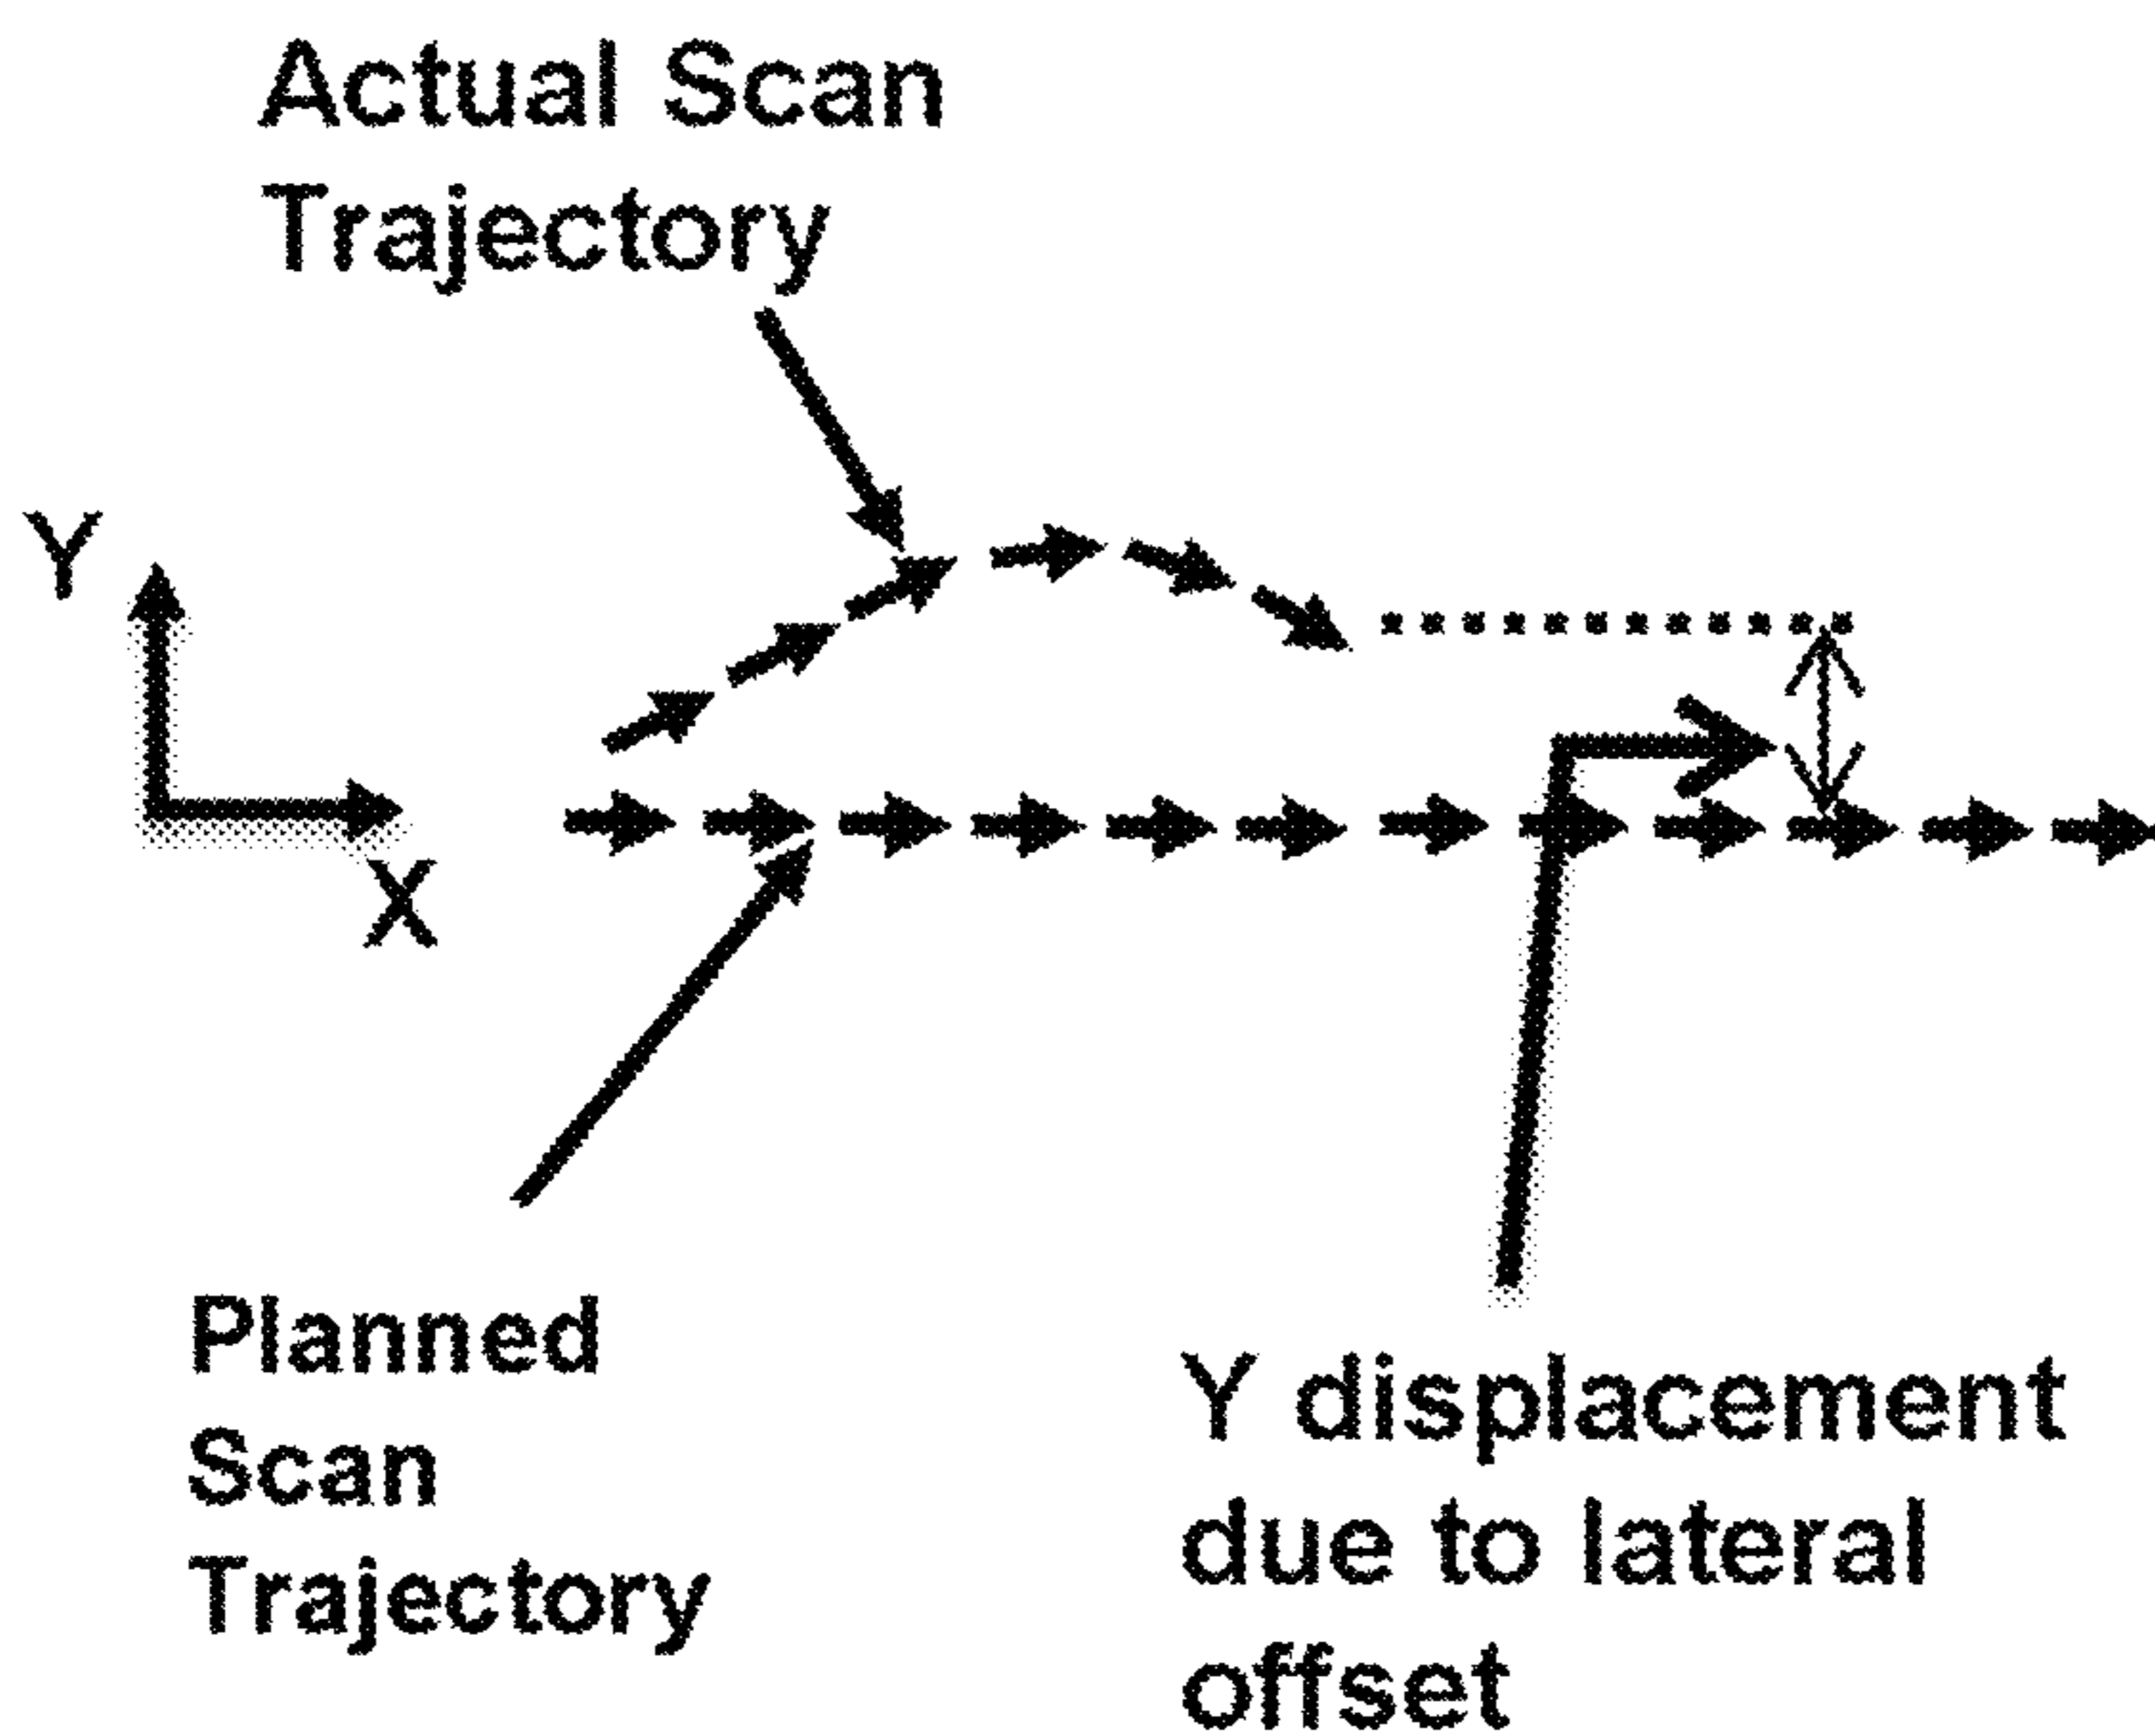 Actual Scan
Trajectory
Y
X
Planned
Scan
Trajectory
Y displacement
due to lateral
offset